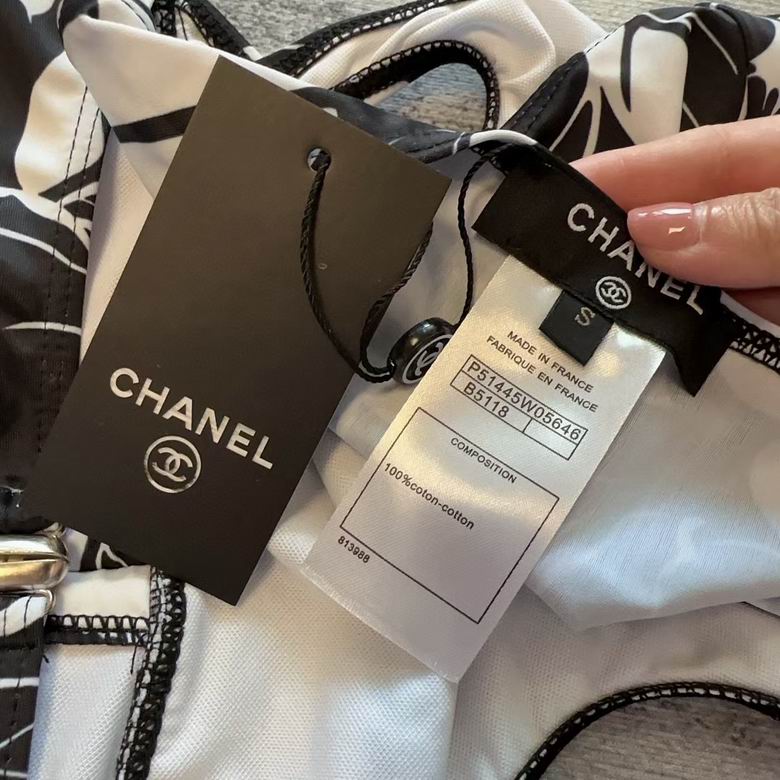 CHANEL
CHANEL
S
MADE IN FRANCE
FABRIQUE EN FRANCE
P51445W05646
B5118
COMPOSITION
100%coton-cotton
813988